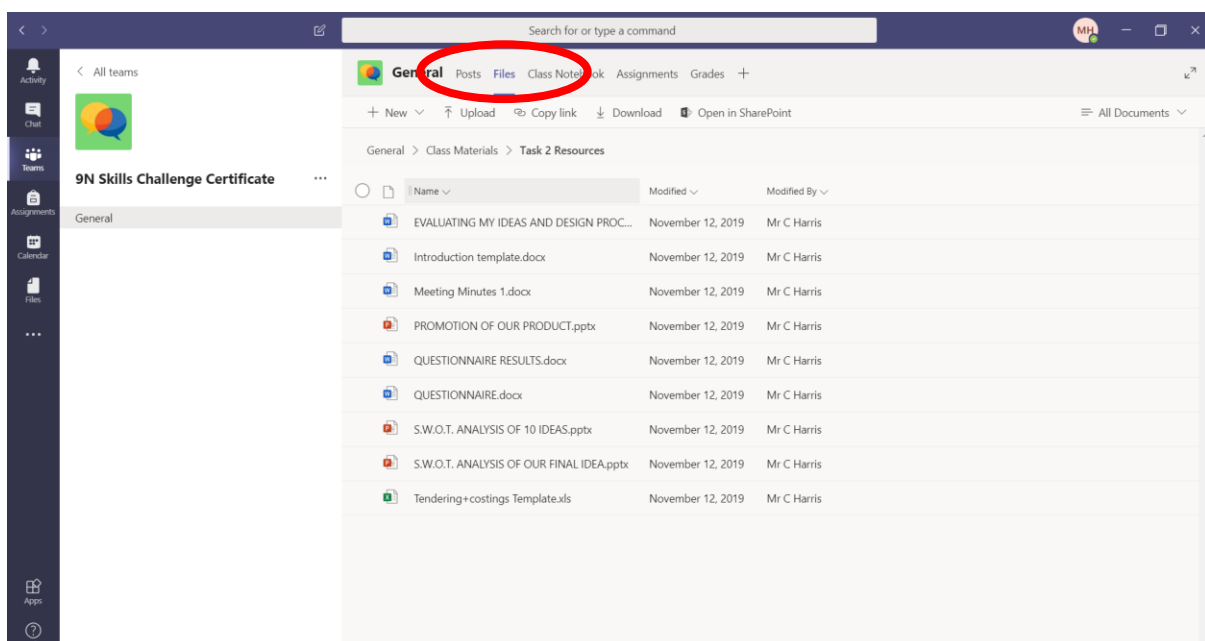 Search for or type a command
MH
Activity
Chat
Teams
Assignments
Calendar
Files
Apps
All teams
9N Skills Challenge Certificate
General
General Posts Files Class Notebook Assignments Grades
New Upload Copy link Download Open in SharePoint All Documents
General > Class Materials > Task 2 Resources
Name Modified Modified By
EVALUATING MY IDEAS AND DESIGN PROC... November 12, 2019 Mr C Harris
Introduction template.docx November 12, 2019 Mr C Harris
Meeting Minutes 1.docx November 12, 2019 Mr C Harris
PROMOTION OF OUR PRODUCT.pptx November 12, 2019 Mr C Harris
QUESTIONNAIRE RESULTS.docx November 12, 2019 Mr C Harris
QUESTIONNAIRE.docx November 12, 2019 Mr C Harris
S.W.O.T. ANALYSIS OF 10 IDEAS.pptx November 12, 2019 Mr C Harris
S.W.O.T. ANALYSIS OF OUR FINAL IDEA.pptx November 12, 2019 Mr C Harris
Tendering+costings Template.xls November 12, 2019 Mr C Harris